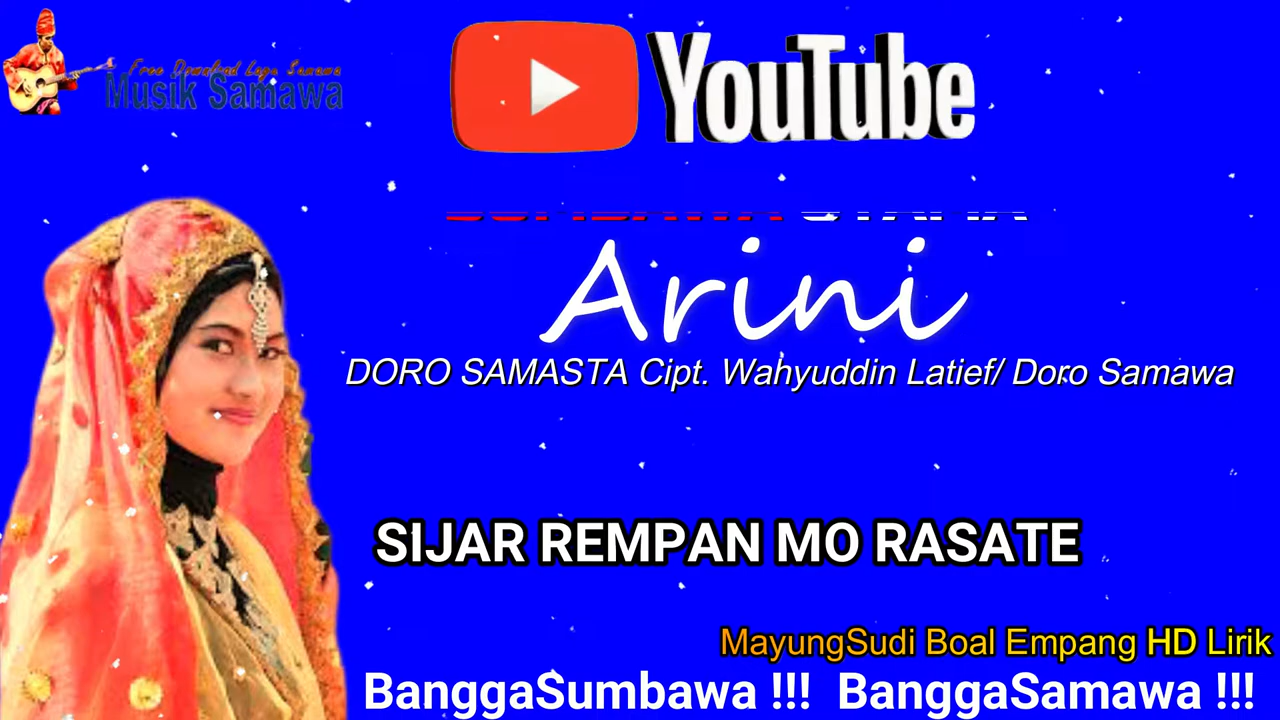 Free Download Lagu Samawa
Musik Samawa
YouTube
Arini
DORO SAMASTA Cipt. Wahyuddin Latief/ Doro Samawa
SIJAR REMPAN MO RASATE
MayungSudi Boal Empang HD Lirik
BanggaSumbawa !!! BanggaSamawa !!!